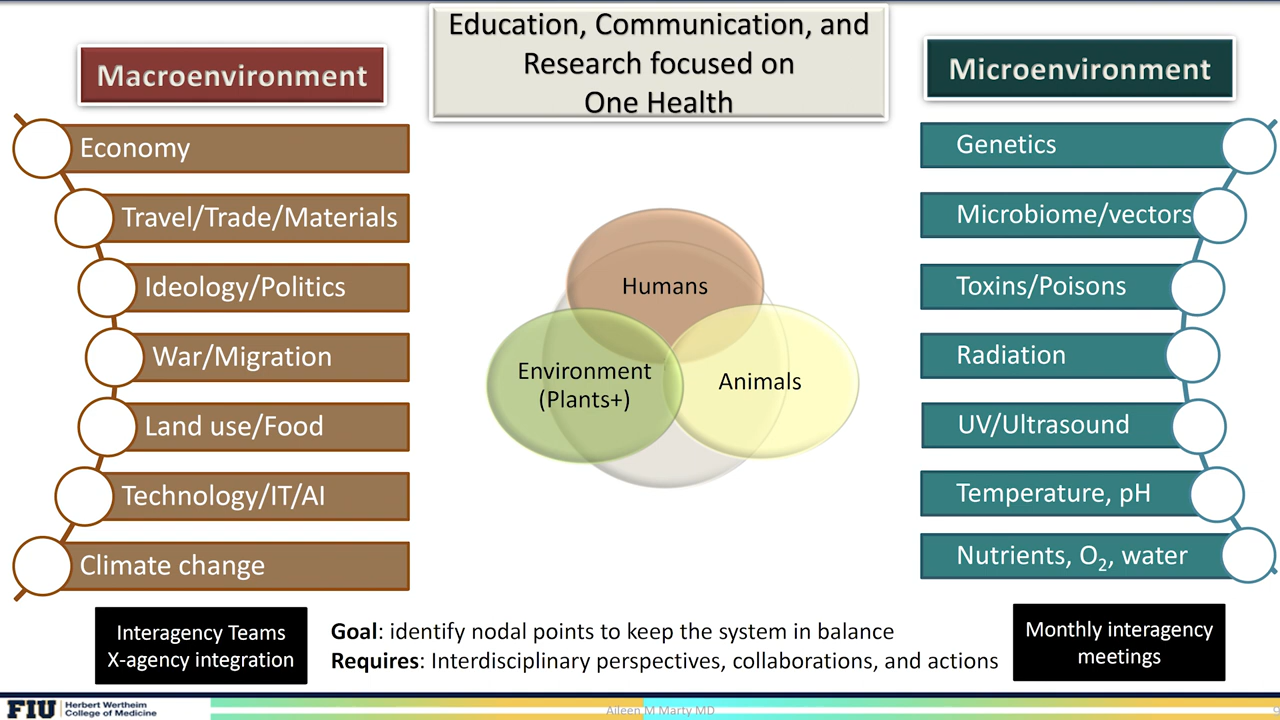 Education, Communication, and
Research focused on
One Health
Macroenvironment
Economy
Travel/Trade/Materials
Ideology/Politics
War/Migration
Land use/Food
Technology/IT/AI
Climate change
Humans
Environment
(Plants+)
Animals
Microenvironment
Genetics
Microbiome/vectors
Toxins/Poisons
Radiation
UV/Ultrasound
Temperature, pH
Nutrients, O₂, water
Interagency Teams
X-agency integration
Goal: identify nodal points to keep the system in balance
Requires: Interdisciplinary perspectives, collaborations, and actions
Monthly interagency
meetings
FIU
Herbert Wertheim
College of Medicine
Aileen M Marty MD
9